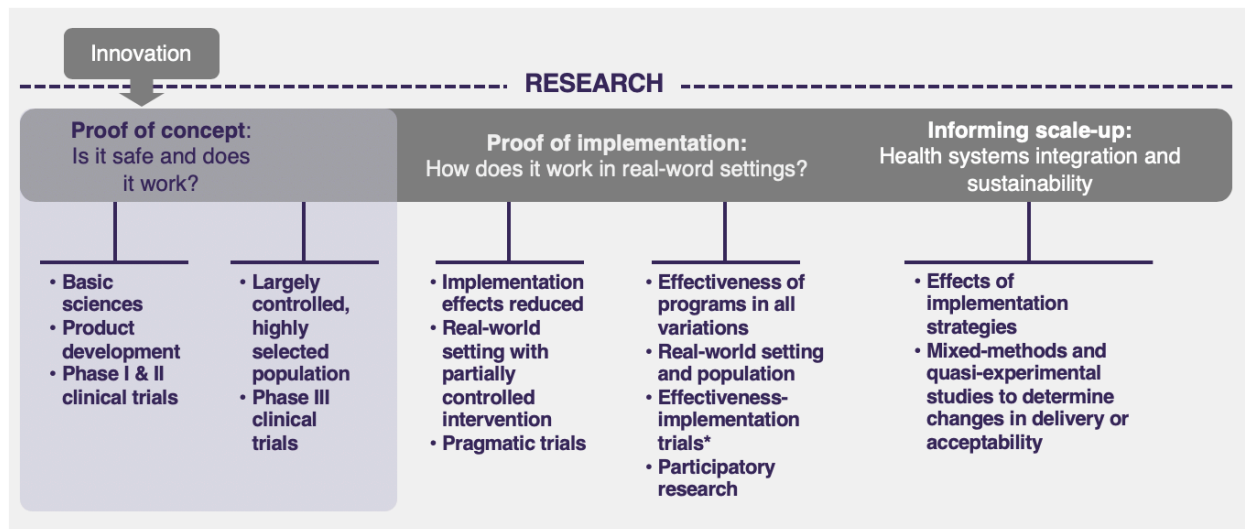 Innovation
RESEARCH
Proof of concept:
Is it safe and does
it work?
Proof of implementation:
How does it work in real-word settings?
Informing scale-up:
Health systems integration and
sustainability
• Basic
sciences
• Product
development
• Phase I & II
clinical trials
• Largely
controlled,
highly
selected
population
• Phase III
clinical
trials
• Implementation
effects reduced
• Real-world
setting with
partially
controlled
intervention
• Pragmatic trials
• Effectiveness of
programs in all
variations
• Real-world setting
and population
• Effectiveness-
implementation
trials*
• Participatory
research
• Effects of
implementation
strategies
• Mixed-methods and
quasi-experimental
studies to determine
changes in delivery or
acceptability